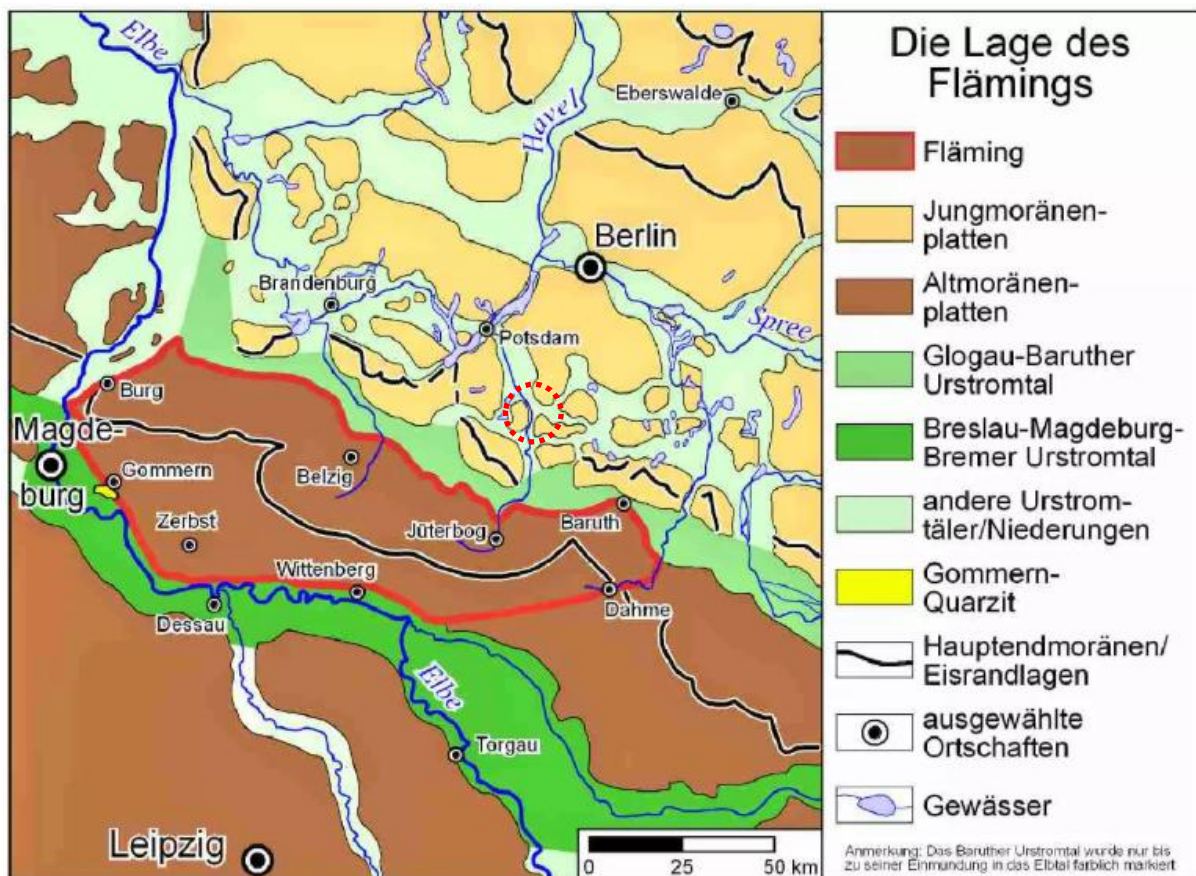 Elbe
Havel
Eberswalde
Berlin
Brandenburg
Potsdam
Spree
Burg
Magde-
burg
Gommern
Belzig
Zerbst
Jüterbog
Baruth
Wittenberg
Dessau
Dahme
Elbe
Torgau
Leipzig
0 25 50 km
Die Lage des
Flämings
Fläming
Jungmoränen-
platten
Altmoränen-
platten
Glogau-Baruther
Urstromtal
Breslau-Magdeburg-
Bremer Urstromtal
andere Urstrom-
täler/Niederungen
Gommern-
Quarzit
Hauptendmoränen/
Eisrandlagen
ausgewählte
Ortschaften
Gewässer
Anmerkung: Das Baruther Urstromtal wurde nur bis
zu seiner Einmundung in das Elbtal farblich markiert